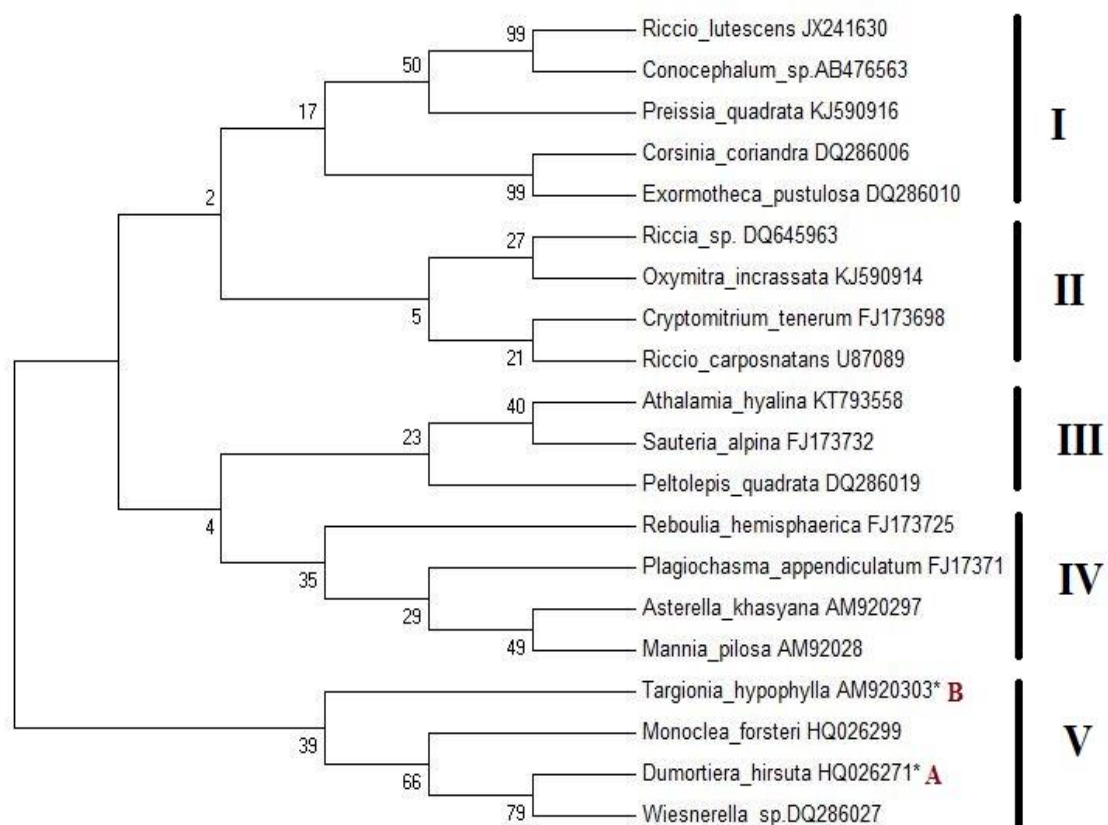 99
Riccio_lutescens JX241630
Conocephalum_sp.AB476563
50
Preissia_quadrata KJ590916
17
Corsinia_coriandra DQ286006
99
Exormotheca_pustulosa DQ286010
I
2
Riccia_sp. DQ645963
27
Oxymitra_incrassata KJ590914
5
Cryptomitrium_tenerum FJ173698
21
Riccio_carposnatans U87089
II
Athalamia_hyalina KT793558
40
Sauteria_alpina FJ173732
23
Peltolepis_quadrata DQ286019
III
4
Reboulia_hemisphaerica FJ173725
35
Plagiochasma_appendiculatum FJ17371
29
Asterella_khasyana AM920297
49
Mannia_pilosa AM92028
IV
Targionia_hypophylla AM920303* B
39
Monoclea_forsteri HQ026299
66
Dumortiera_hirsuta HQ026271* A
79
Wiesnerella_sp.DQ286027
V